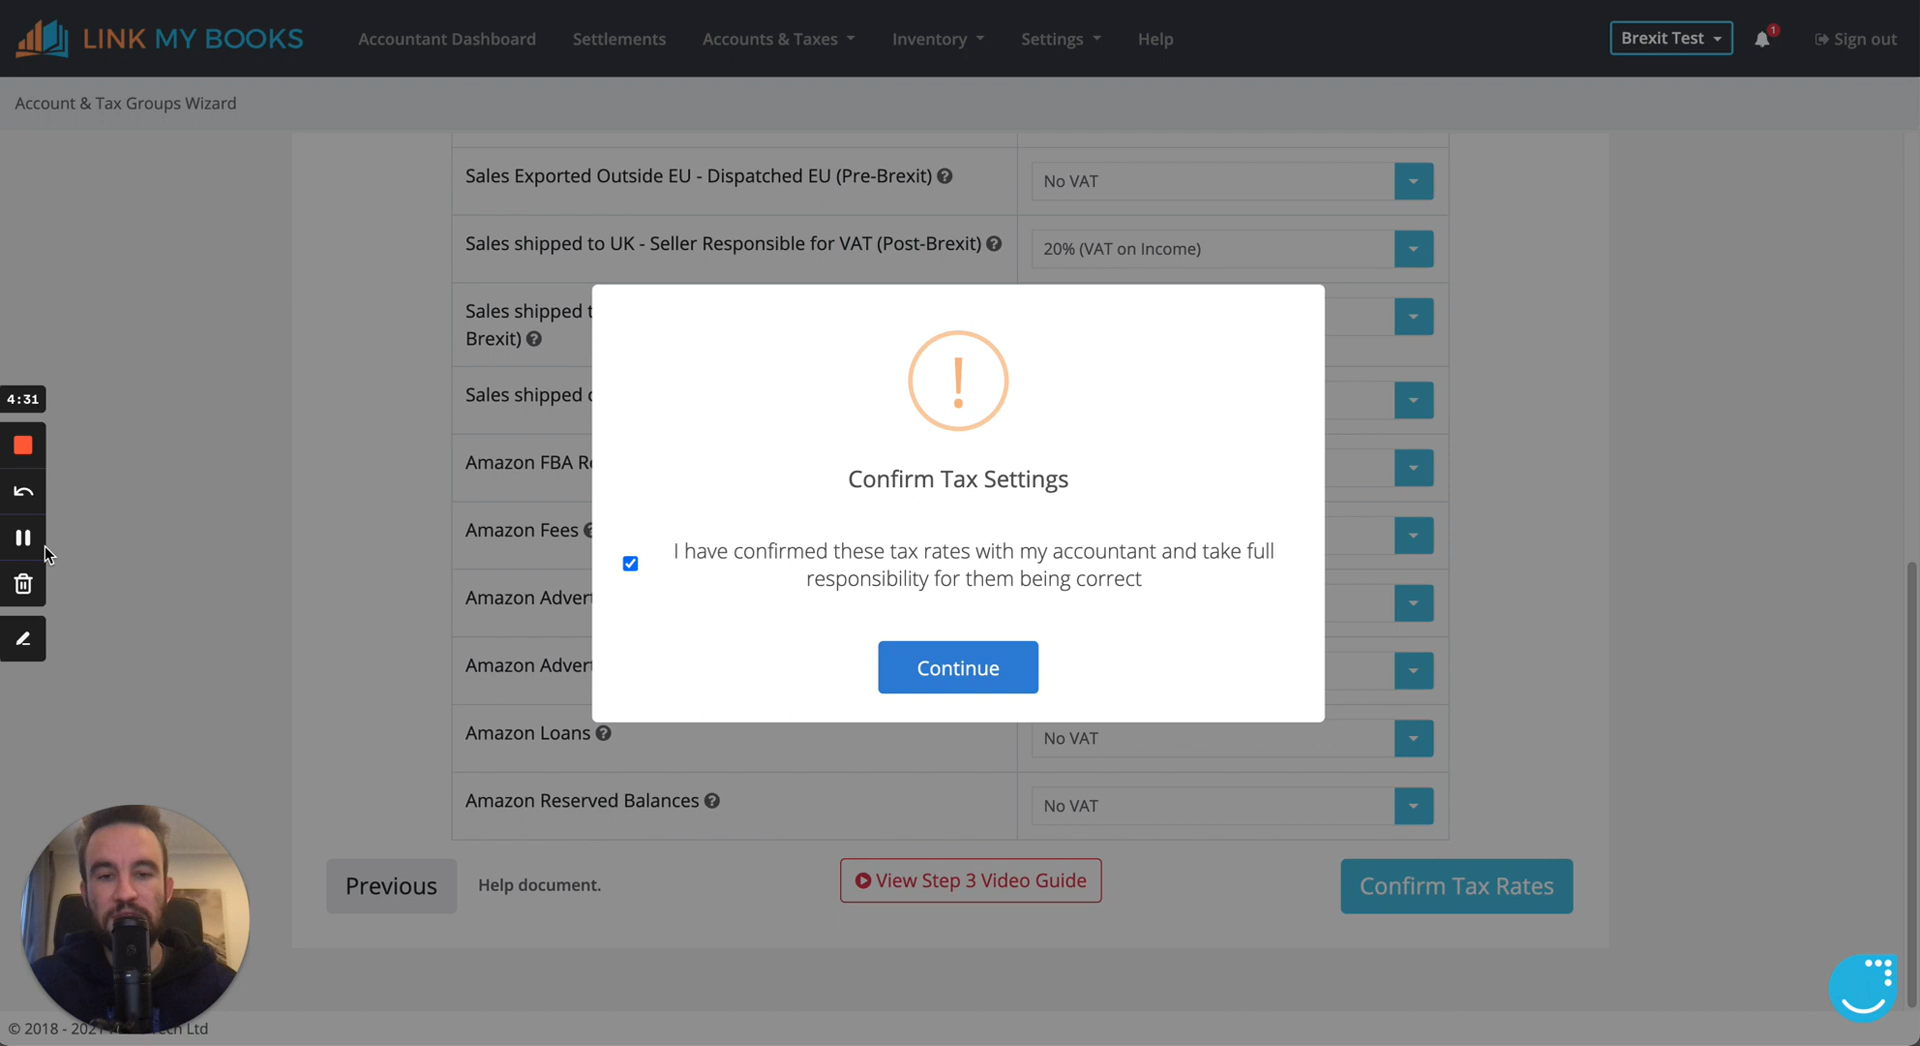 LINK MY BOOKS
Accountant Dashboard
Settlements
Accounts & Taxes
Inventory
Settings
Help
Brexit Test
1
Sign out
Account & Tax Groups Wizard
Sales Exported Outside EU - Dispatched EU (Pre-Brexit)
No VAT
Sales shipped to UK - Seller Responsible for VAT (Post-Brexit)
20% (VAT on Income)
Sales shipped
Brexit)
Sales shipped
Amazon FBA
Amazon Fees
Amazon
Amazon
Confirm Tax Settings
I have confirmed these tax rates with my accountant and take full
responsibility for them being correct
Continue
4:31
Amazon Loans
No VAT
Amazon Reserved Balances
No VAT
Previous
Help document.
View Step 3 Video Guide
Confirm Tax Rates
© 2018 - 2021
Ltd